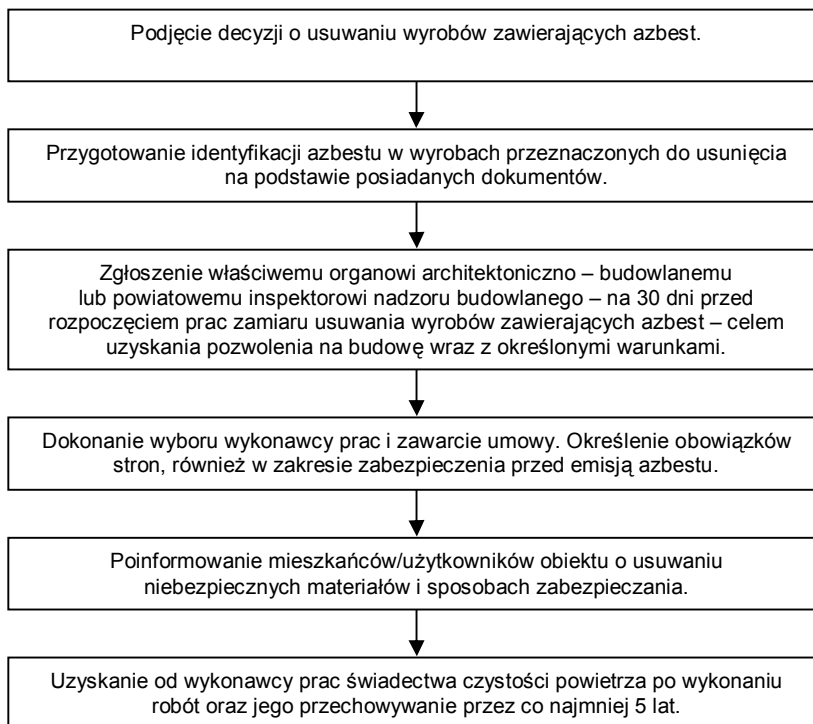 Podjęcie decyzji o usuwaniu wyrobów zawierających azbest.
Przygotowanie identyfikacji azbestu w wyrobach przeznaczonych do usunięcia
na podstawie posiadanych dokumentów.
Zgłoszenie właściwemu organowi architektoniczno – budowlanemu
lub powiatowemu inspektorowi nadzoru budowlanego – na 30 dni przed
rozpoczęciem prac zamiaru usuwania wyrobów zawierających azbest – celem
uzyskania pozwolenia na budowę wraz z określonymi warunkami.
Dokonanie wyboru wykonawcy prac i zawarcie umowy. Określenie obowiązków
stron, również w zakresie zabezpieczenia przed emisją azbestu.
Poinformowanie mieszkańców/użytkowników obiektu o usuwaniu
niebezpiecznych materiałów i sposobach zabezpieczania.
Uzyskanie od wykonawcy prac świadectwa czystości powietrza po wykonaniu
robót oraz jego przechowywanie przez co najmniej 5 lat.